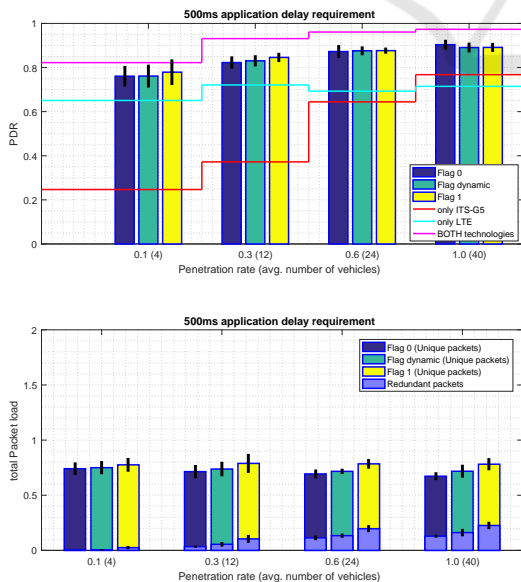 500ms application delay requirement
1
0.8
0.6
0.4
0.2
0
PDR
Flag 0
Flag dynamic
Flag 1
only ITS-G5
only LTE
BOTH technologies
0.1 (4) 0.3 (12) 0.6 (24) 1.0 (40)
Penetration rate (avg. number of vehicles)
500ms application delay requirement
2
1.5
1
0.5
0
total Packet load
Flag 0 (Unique packets)
Flag dynamic (Unique packets)
Flag 1 (Unique packets)
Redundant packets
0.1 (4) 0.3 (12) 0.6 (24) 1.0 (40)
Penetration rate (avg. number of vehicles)